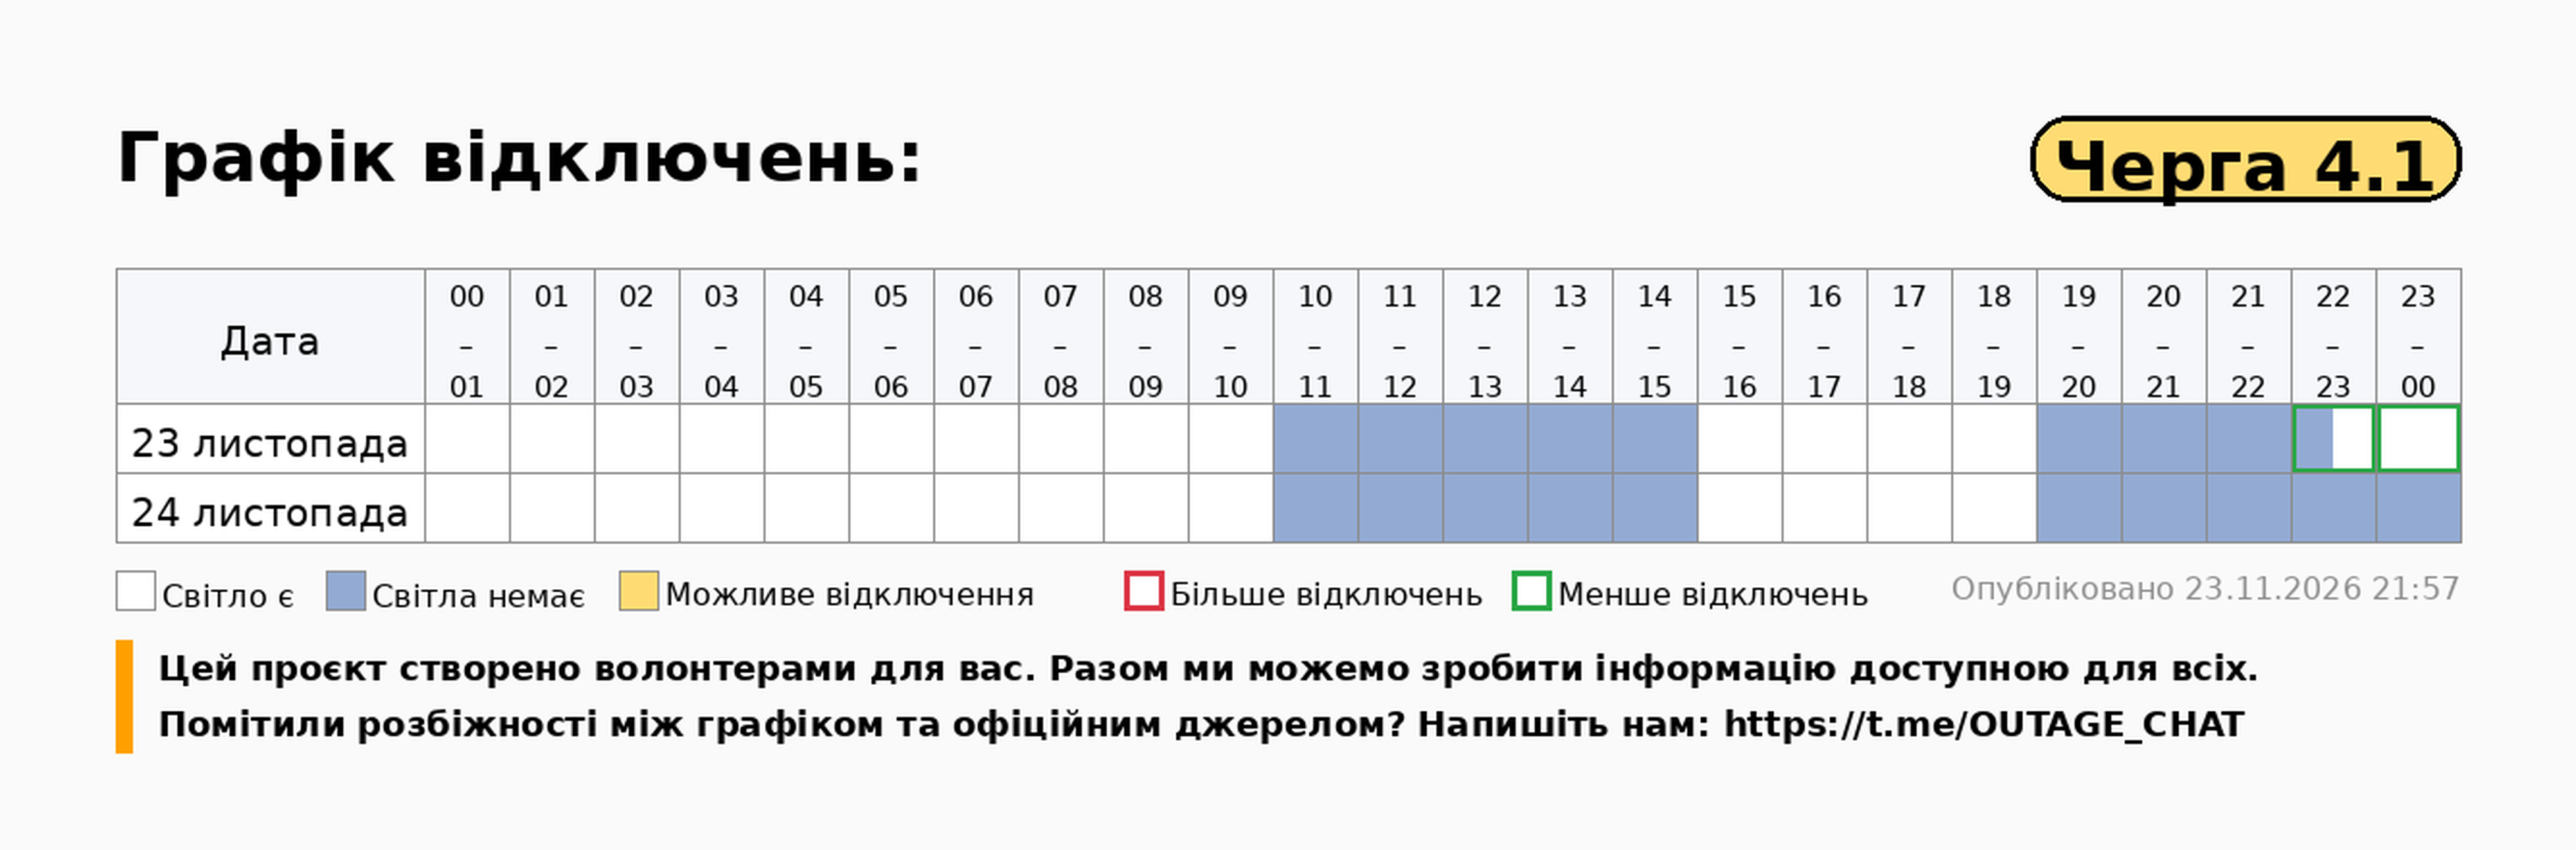 Графік відключень:
Черга 4.1
Дата
00 – 01
01 – 02
02 – 03
03 – 04
04 – 05
05 – 06
06 – 07
07 – 08
08 – 09
09 – 10
10 – 11
11 – 12
12 – 13
13 – 14
14 – 15
15 – 16
16 – 17
17 – 18
18 – 19
19 – 20
20 – 21
21 – 22
22 – 23
23 – 00
23 листопада
24 листопада
Світло є
Світла немає
Можливе відключення
Більше відключень
Менше відключень
Опубліковано 23.11.2026 21:57
Цей проєкт створено волонтерами для вас. Разом ми можемо зробити інформацію доступною для всіх.
Помітили розбіжності між графіком та офіційним джерелом? Напишіть нам: https://t.me/OUTAGE_CHAT